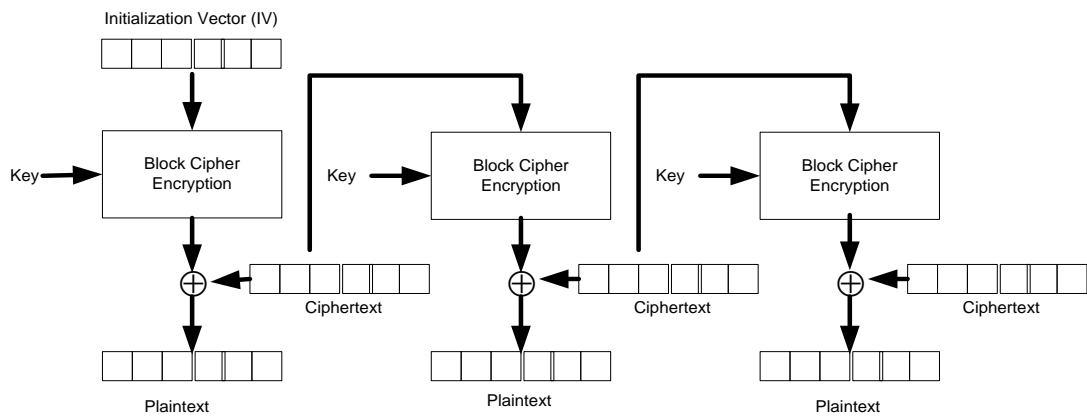 Initialization Vector (IV)
Key
Block Cipher
Encryption
Key
Block Cipher
Encryption
Key
Block Cipher
Encryption
Ciphertext
Ciphertext
Ciphertext
Plaintext
Plaintext
Plaintext